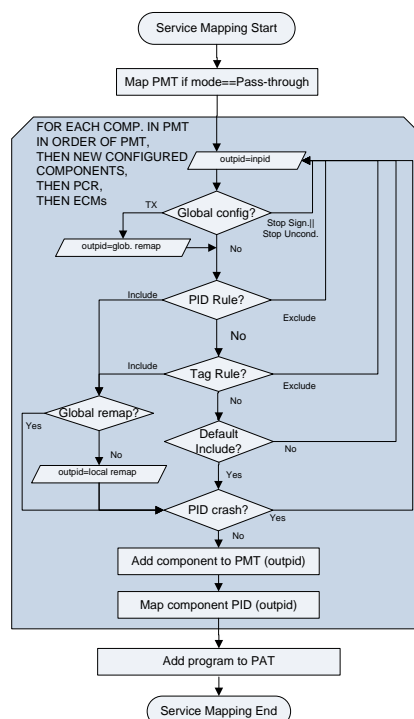 Service Mapping Start
Map PMT if mode==Pass-through
FOR EACH COMP. IN PMT
IN ORDER OF PMT,
THEN NEW CONFIGURED
COMPONENTS,
THEN PCR,
THEN ECMs
outpid=inpid
Global config?
TX
Stop Sign.||
Stop Uncond.
outpid=glob. remap
No
PID Rule?
Include
Exclude
No
Tag Rule?
Include
Exclude
No
Global remap?
Yes
No
Default
Include?
No
Yes
outpid=local remap
PID crash?
Yes
No
Add component to PMT (outpid)
Map component PID (outpid)
Add program to PAT
Service Mapping End